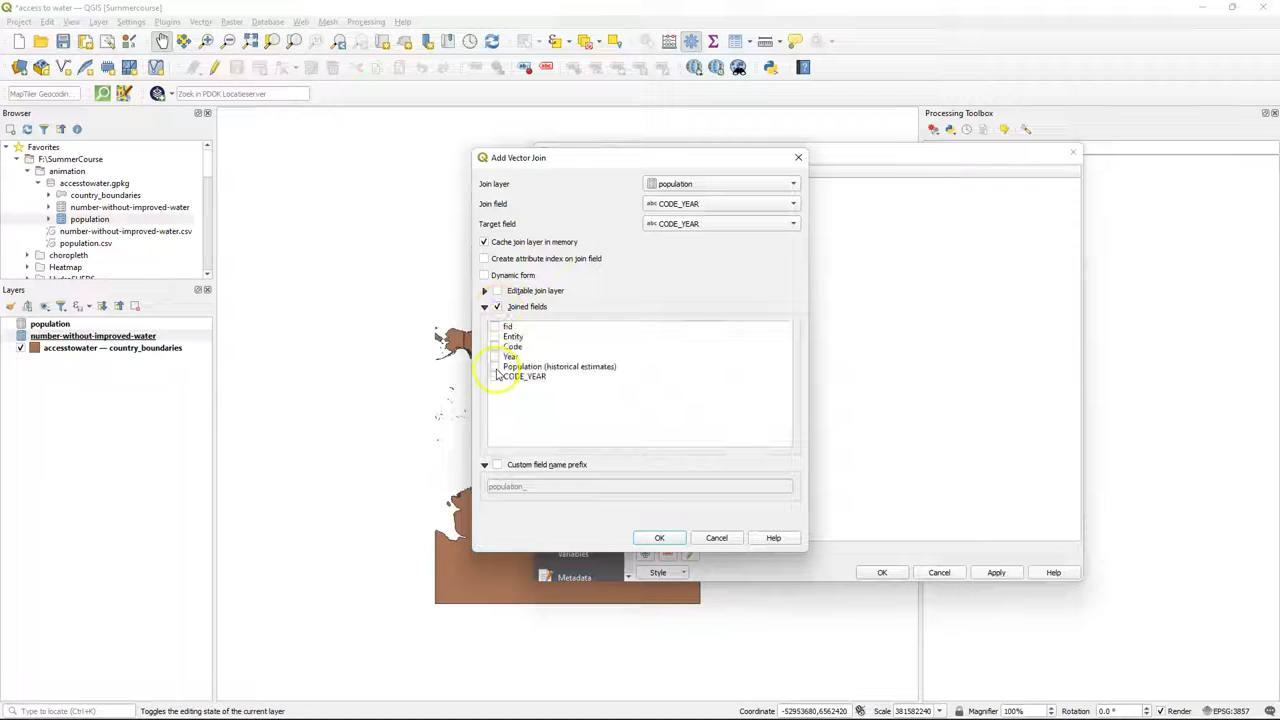 *access to water — QGIS [Summercourse]
Project Edit View Layer Settings Plugins Vector Raster Database Web Mesh Processing Help
MapTiler Geocodin... Zoek in PDOK Locatieserver
Browser
Favorites
F:\SummerCourse
animation
accesstowater.gpkg
country_boundaries
number-without-improved-water
population
number-without-improved-water.csv
population.csv
choropleth
Heatmap
Layers
population
number-without-improved-water
accesstowater — country_boundaries
Processing Toolbox
Add Vector Join
Join layer population
Join field abc CODE_YEAR
Target field abc CODE_YEAR
Cache join layer in memory
Create attribute index on join field
Dynamic form
Editable join layer
Joined fields
fid
Entity
Code
Year
Population (historical estimates)
CODE_YEAR
Custom field name prefix
population_
OK Cancel Help
Variables
Metadata
Style OK Cancel Apply Help
Type to locate (Ctrl+K) Toggles the editing state of the current layer Coordinate -52953680,6562420 Scale 381582240 Magnifier 100% Rotation 0.0 ° Render EPSG:3857